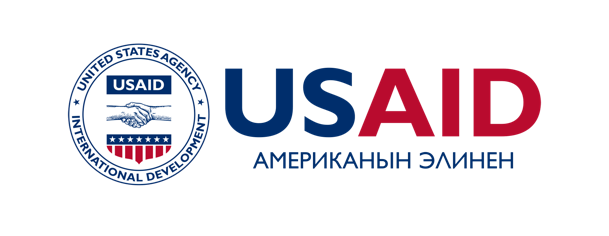 UNITED STATES AGENCY
USAID
INTERNATIONAL DEVELOPMENT
USAID
АМЕРИКАНЫН ЭЛИНЕН